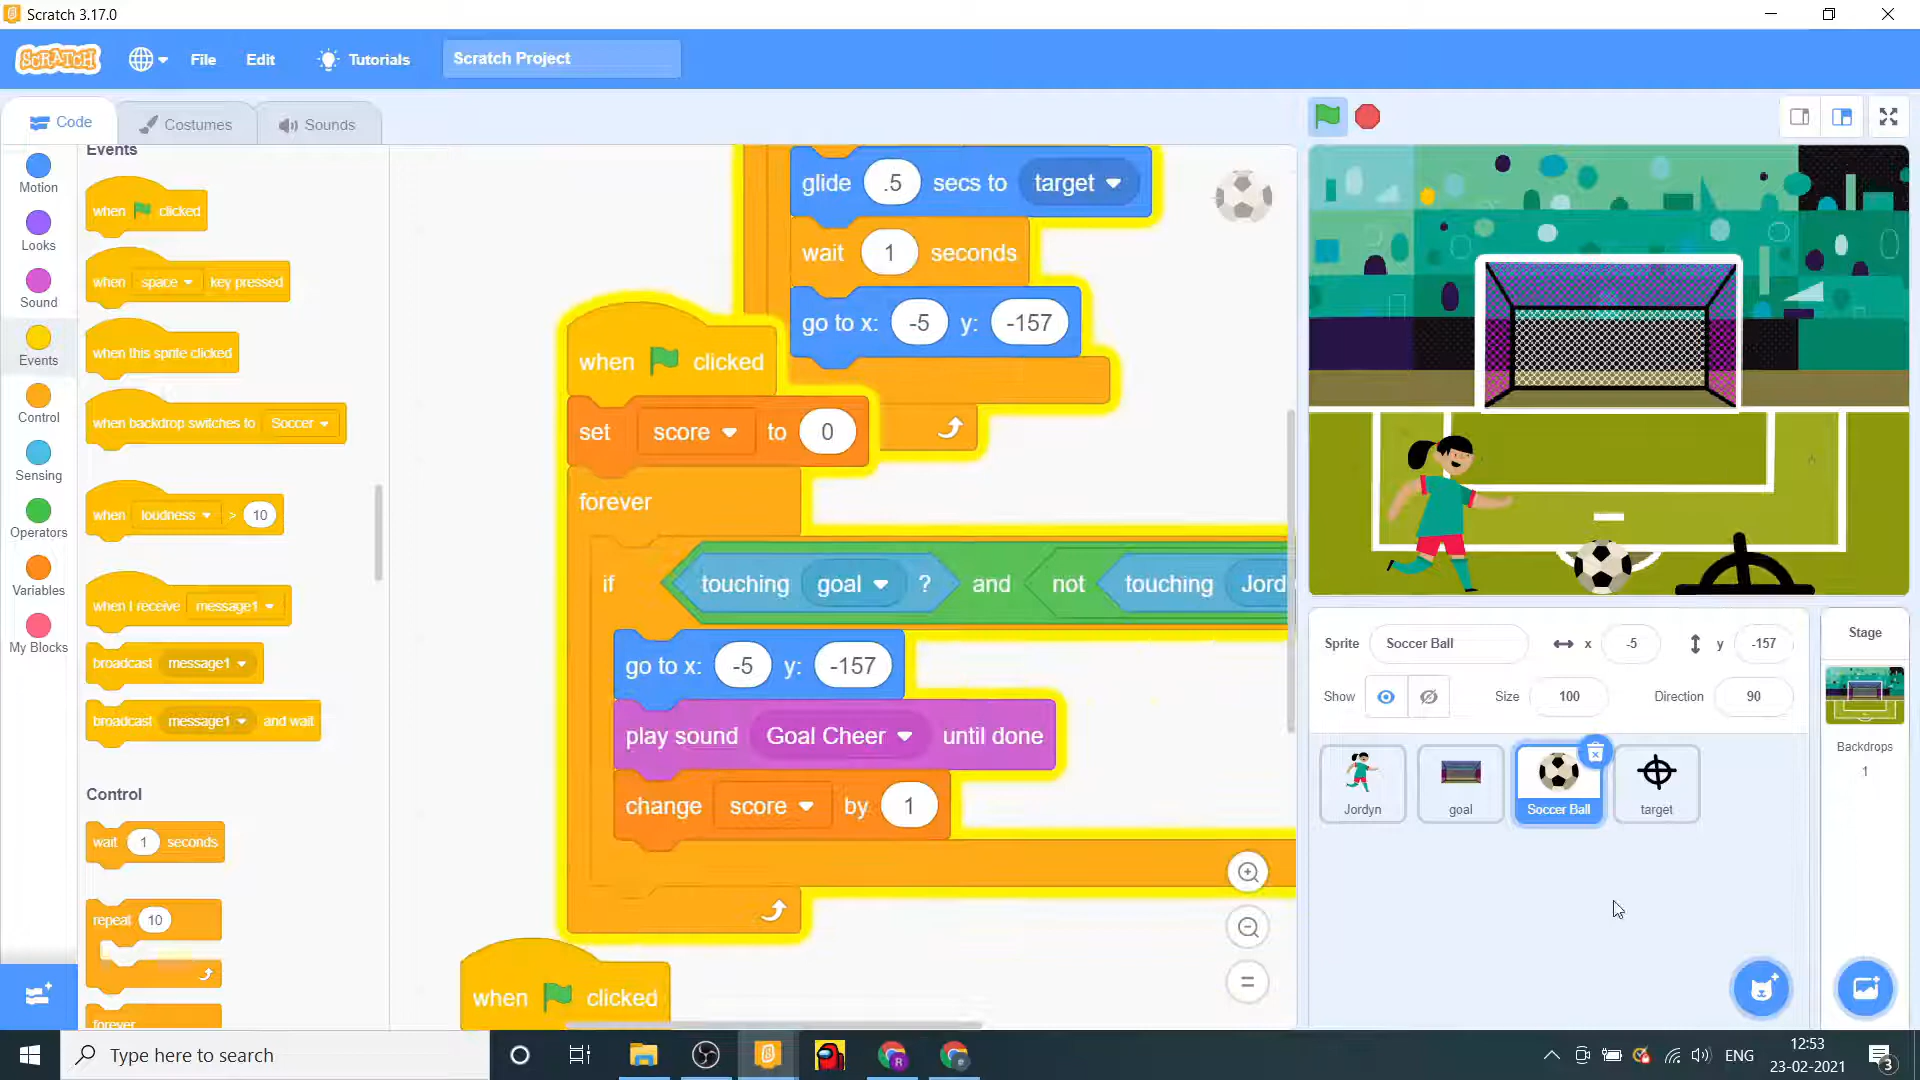 Scratch 3.17.0
SCRATCH
File
Edit
Tutorials
Scratch Project
Code
Costumes
Sounds
Motion
Looks
Sound
Events
Control
Sensing
Operators
Variables
My Blocks
Events
when clicked
when space key pressed
when this sprite clicked
when backdrop switches to Soccer
when loudness > 10
when I receive message1
broadcast message1
broadcast message1 and wait
Control
wait 1 seconds
repeat 10
forever
glide .5 secs to target
wait 1 seconds
go to x: -5 y: -157
when clicked
set score to 0
forever
if touching goal ? and not touching Jord
go to x: -5 y: -157
play sound Goal Cheer until done
change score by 1
when clicked
Sprite Soccer Ball x -5 y -157
Show Size 100 Direction 90
Jordyn
goal
Soccer Ball
target
Stage
Backdrops
1
Type here to search
R
ENG
12:53
23-02-2021
3